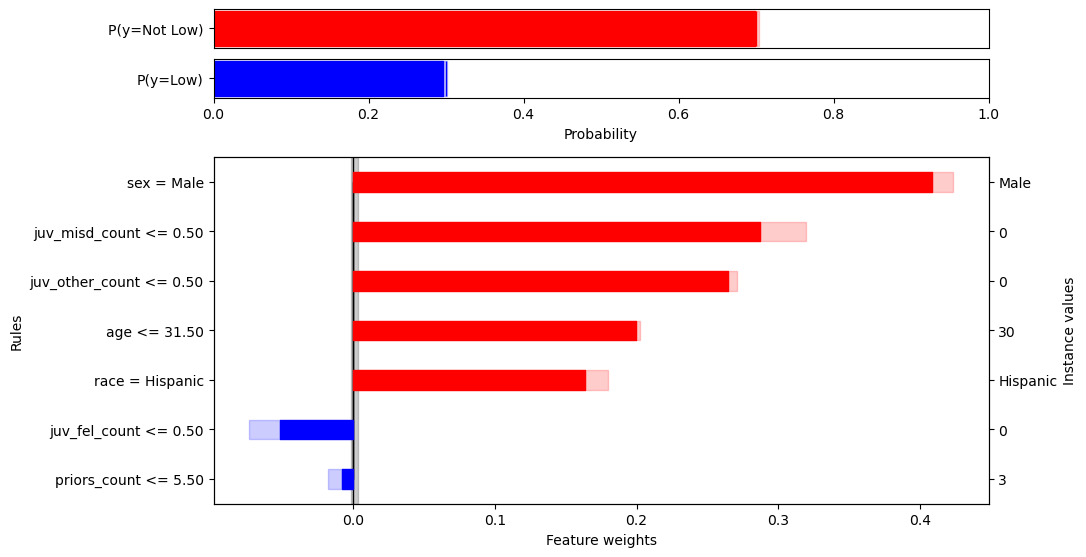 P(y=Not Low)
P(y=Low)
0.0 0.2 0.4 0.6 0.8 1.0
Probability
Rules
sex = Male Male
juv_misd_count <= 0.50 0
juv_other_count <= 0.50 0
age <= 31.50 30
race = Hispanic Hispanic
juv_fel_count <= 0.50 0
priors_count <= 5.50 3
Instance values
0.0 0.1 0.2 0.3 0.4
Feature weights